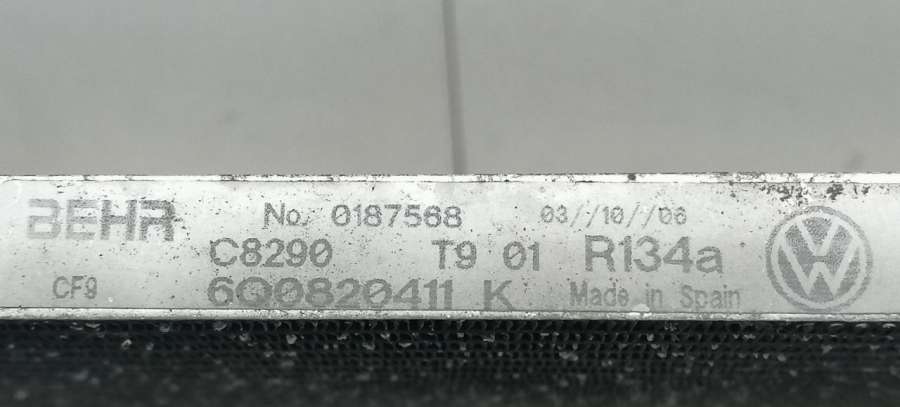 BEHR No. 0187568 03//10//06
C8290 T9 01 R134a
CF9 6Q0820411 K Made in Spain